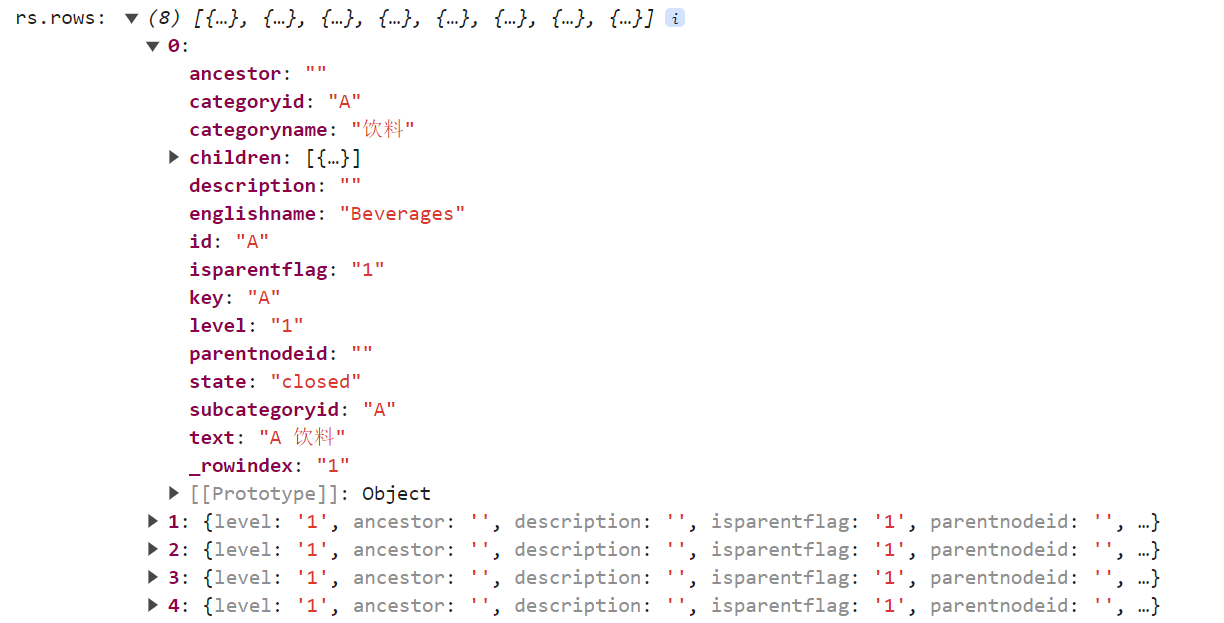 rs.rows: ▼ (8) [{…}, {…}, {…}, {…}, {…}, {…}, {…}, {…}] i
▼ 0:
ancestor: ""
categoryid: "A"
categoryname: "饮料"
▶ children: [{…}]
description: ""
englishname: "Beverages"
id: "A"
isparentflag: "1"
key: "A"
level: "1"
parentnodeid: ""
state: "closed"
subcategoryid: "A"
text: "A 饮料"
_rowindex: "1"
▶ [[Prototype]]: Object
▶ 1: {level: '1', ancestor: '', description: '', isparentflag: '1', parentnodeid: '', …}
▶ 2: {level: '1', ancestor: '', description: '', isparentflag: '1', parentnodeid: '', …}
▶ 3: {level: '1', ancestor: '', description: '', isparentflag: '1', parentnodeid: '', …}
▶ 4: {level: '1', ancestor: '', description: '', isparentflag: '1', parentnodeid: '', …}